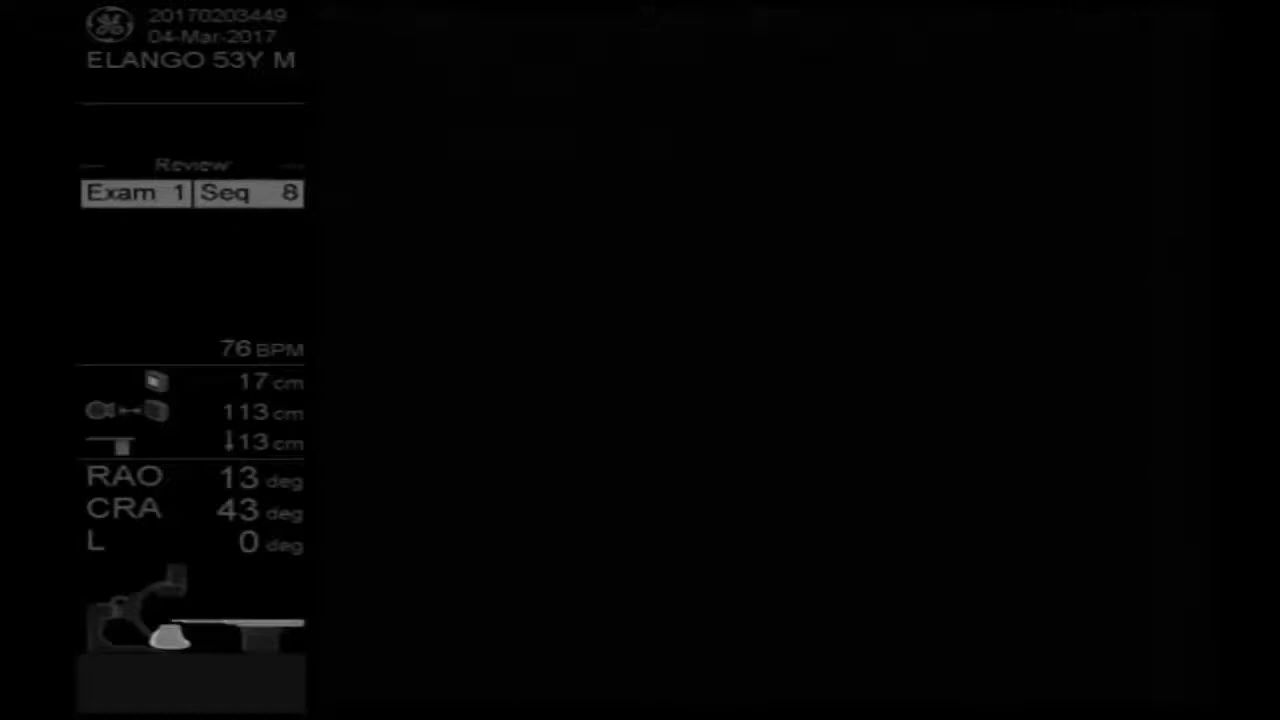 20170203449
04-Mar-2017
ELANGO 53Y M
Review
Exam 1 Seq 8
76 BPM
17 cm
113 cm
↓13 cm
RAO 13 deg
CRA 43 deg
L 0 deg